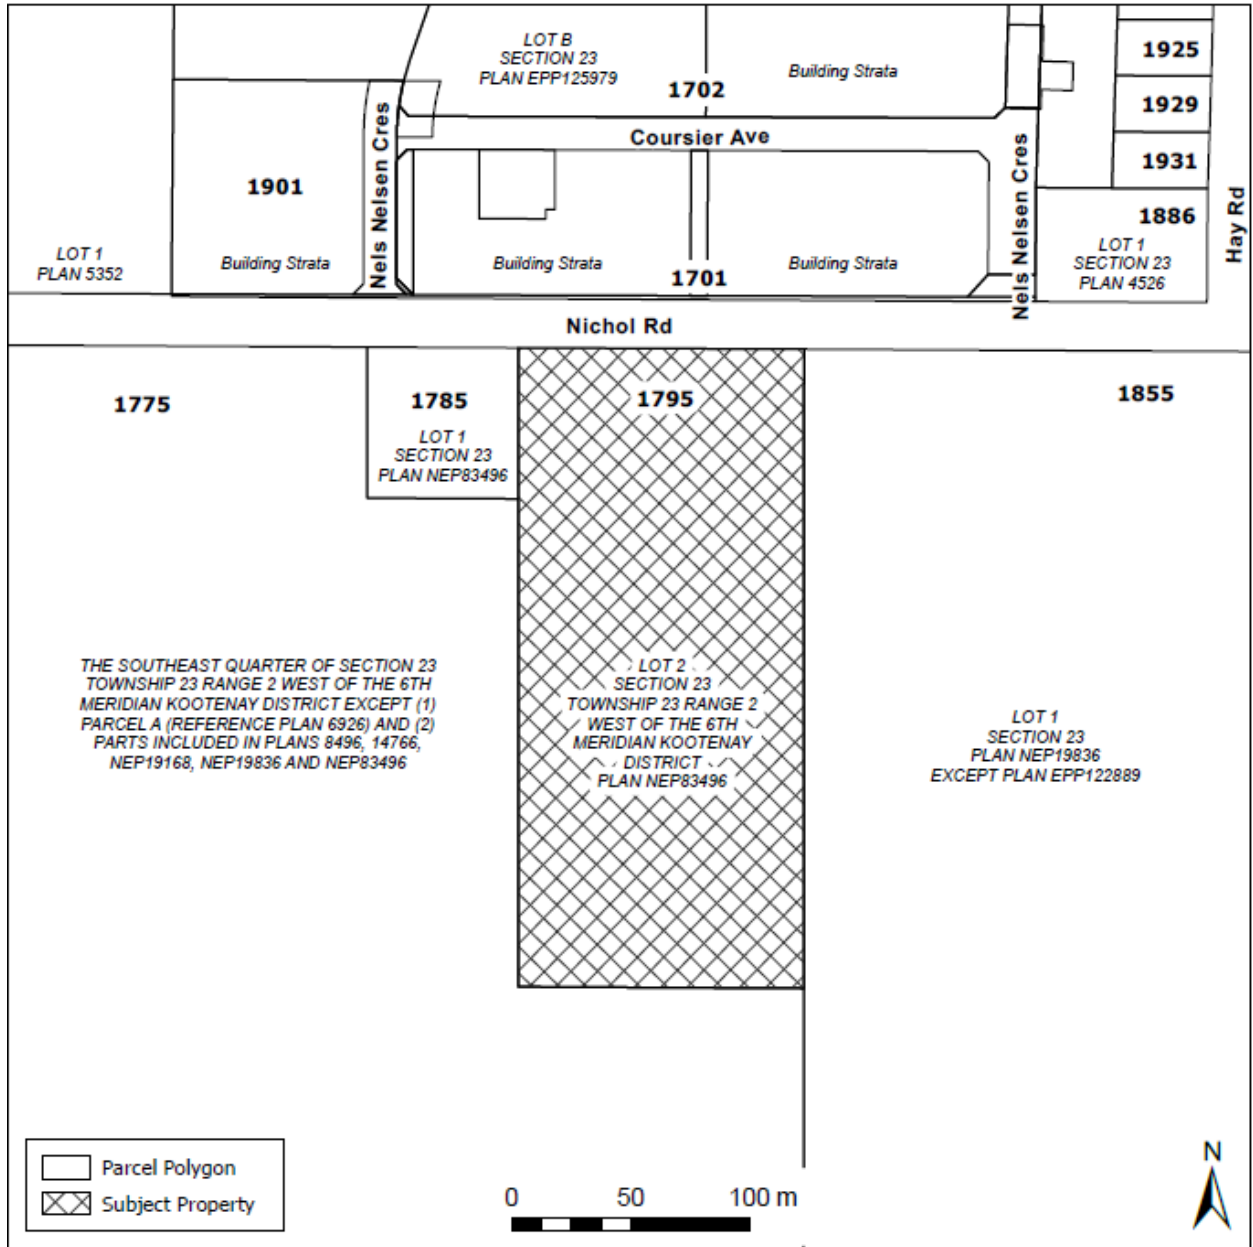 LOT B
SECTION 23
PLAN EPP125979
1702
Building Strata
1925
1929
1931
Coursier Ave
Nels Nelsen Cres
1901
Building Strata
LOT 1
PLAN 5352
Building Strata
1701
Building Strata
Nels Nelsen Cres
1886
LOT 1
SECTION 23
PLAN 4526
Hay Rd
Nichol Rd
1775
1785
LOT 1
SECTION 23
PLAN NEP83496
1795
1855
THE SOUTHEAST QUARTER OF SECTION 23
TOWNSHIP 23 RANGE 2 WEST OF THE 6TH
MERIDIAN KOOTENAY DISTRICT EXCEPT (1)
PARCEL A (REFERENCE PLAN 6926) AND (2)
PARTS INCLUDED IN PLANS 8496, 14766,
NEP19168, NEP19836 AND NEP83496
LOT 2
SECTION 23
TOWNSHIP 23 RANGE 2
WEST OF THE 6TH
MERIDIAN KOOTENAY
DISTRICT
PLAN NEP83496
LOT 1
SECTION 23
PLAN NEP19836
EXCEPT PLAN EPP122889
Parcel Polygon
Subject Property
0 50 100 m
N